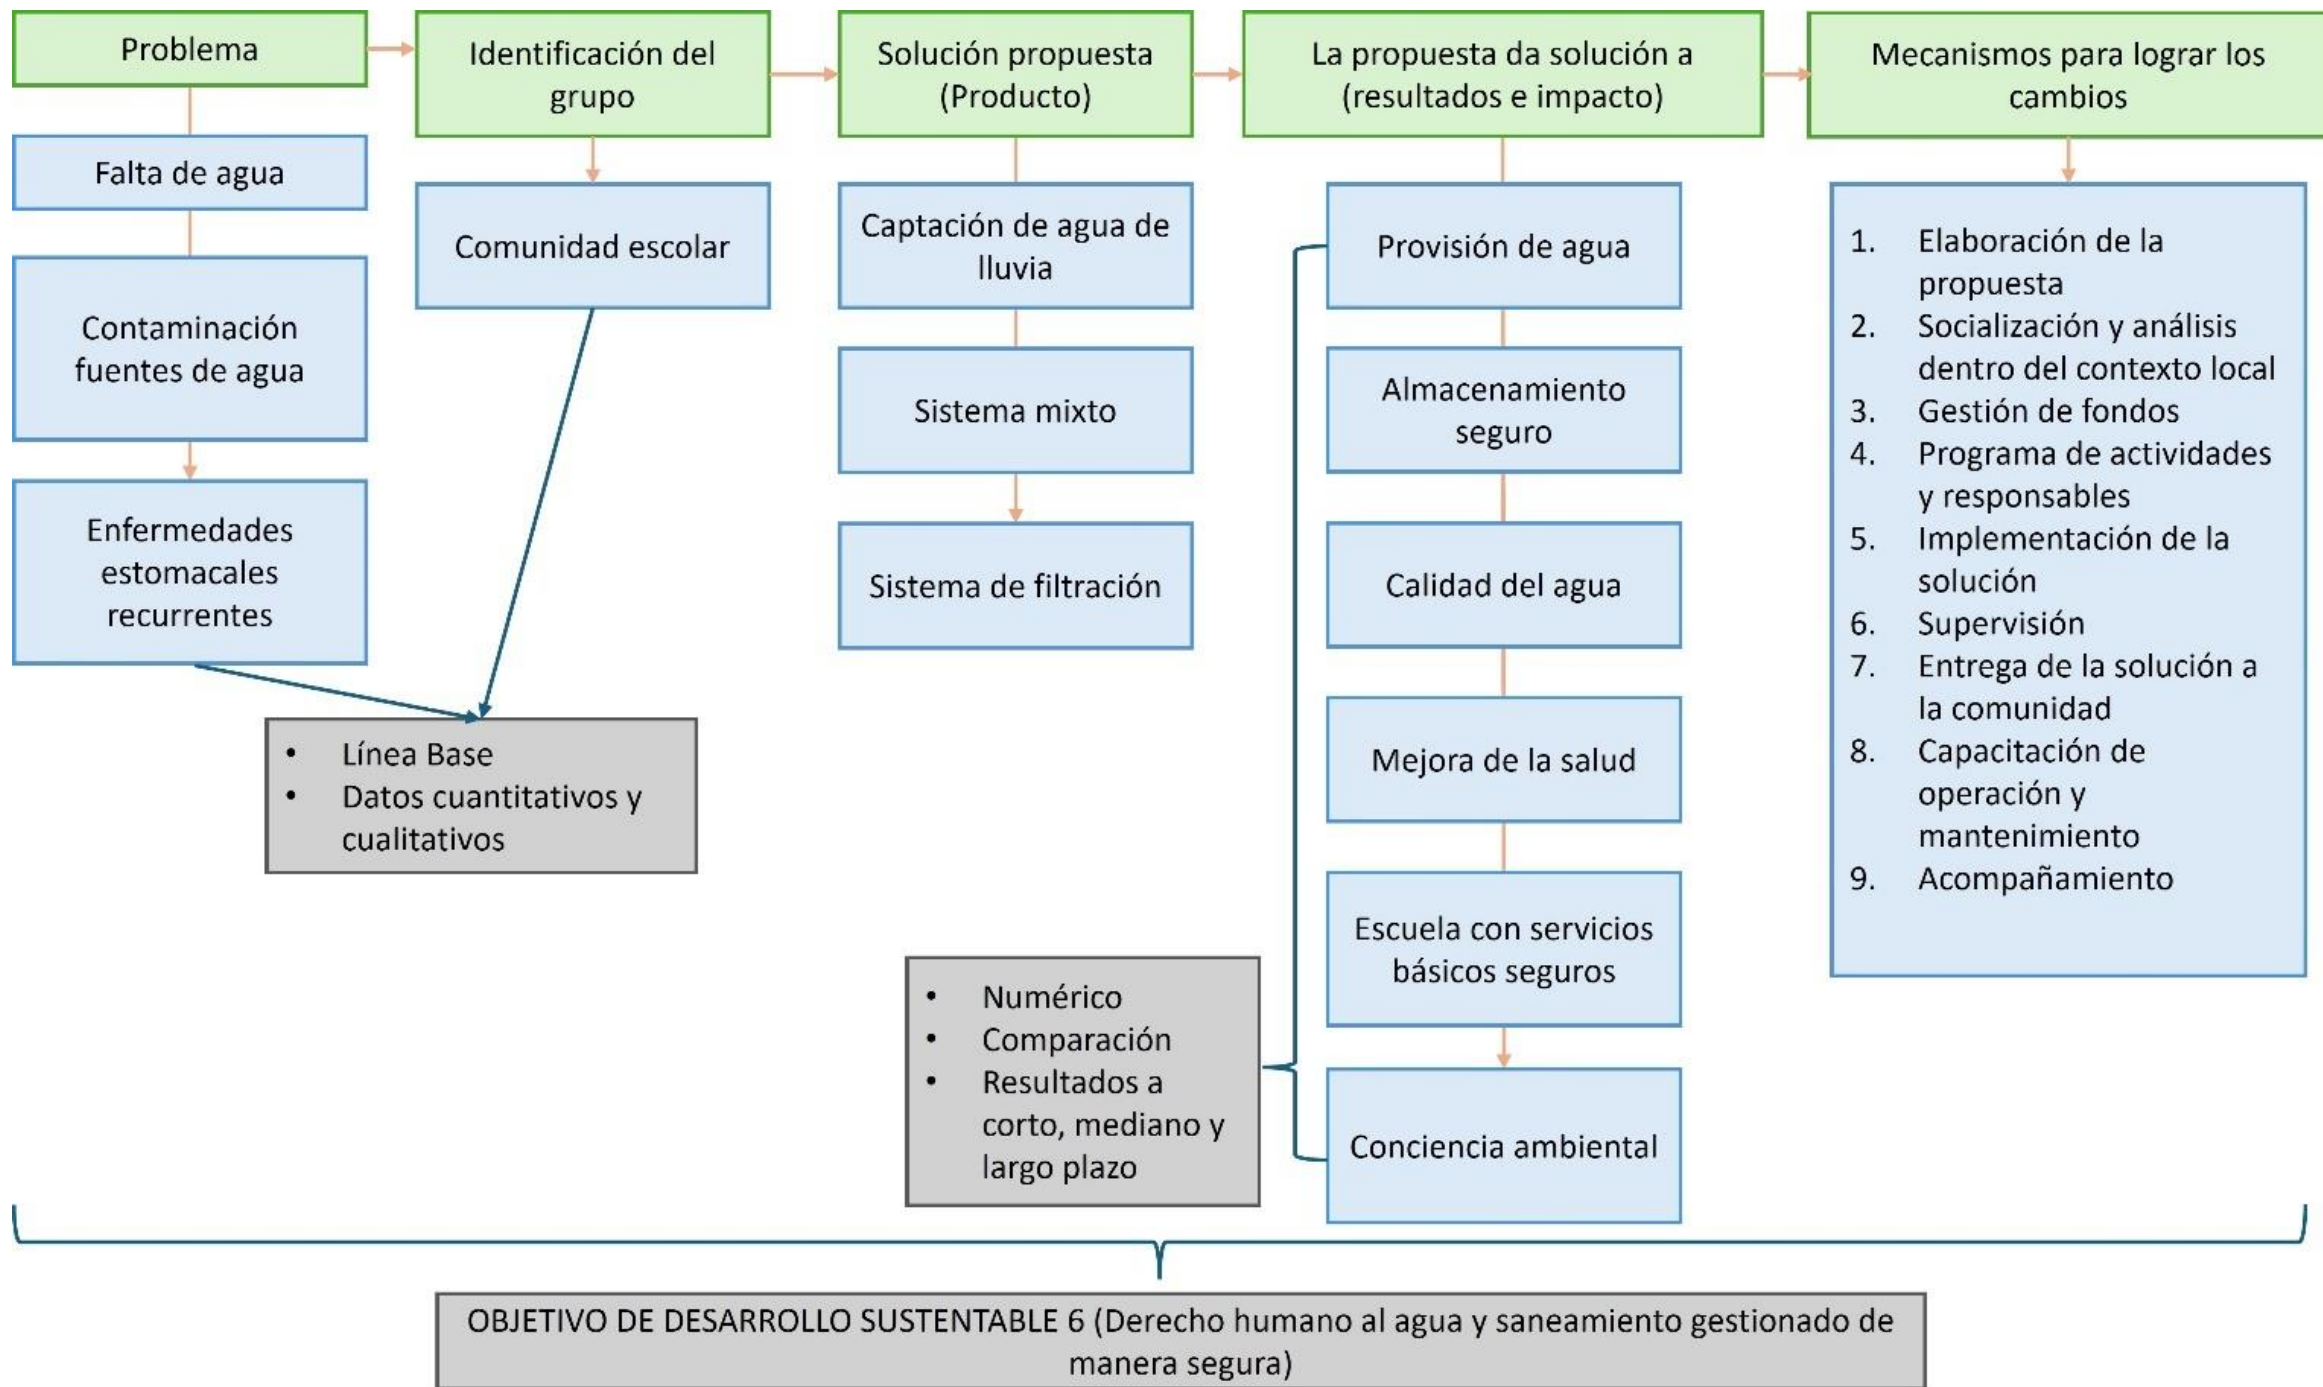 Problema
Identificación del
grupo
Solución propuesta
(Producto)
La propuesta da solución a
(resultados e impacto)
Mecanismos para lograr los
cambios
Falta de agua
Contaminación
fuentes de agua
Enfermedades
estomacales
recurrentes
Comunidad escolar
• Línea Base
• Datos cuantitativos y
cualitativos
Captación de agua de
lluvia
Sistema mixto
Sistema de filtración
Provisión de agua
Almacenamiento
seguro
Calidad del agua
Mejora de la salud
Escuela con servicios
básicos seguros
Conciencia ambiental
• Numérico
• Comparación
• Resultados a
corto, mediano y
largo plazo
1. Elaboración de la
propuesta
2. Socialización y análisis
dentro del contexto local
3. Gestión de fondos
4. Programa de actividades
y responsables
5. Implementación de la
solución
6. Supervisión
7. Entrega de la solución a
la comunidad
8. Capacitación de
operación y
mantenimiento
9. Acompañamiento
OBJETIVO DE DESARROLLO SUSTENTABLE 6 (Derecho humano al agua y saneamiento gestionado de
manera segura)